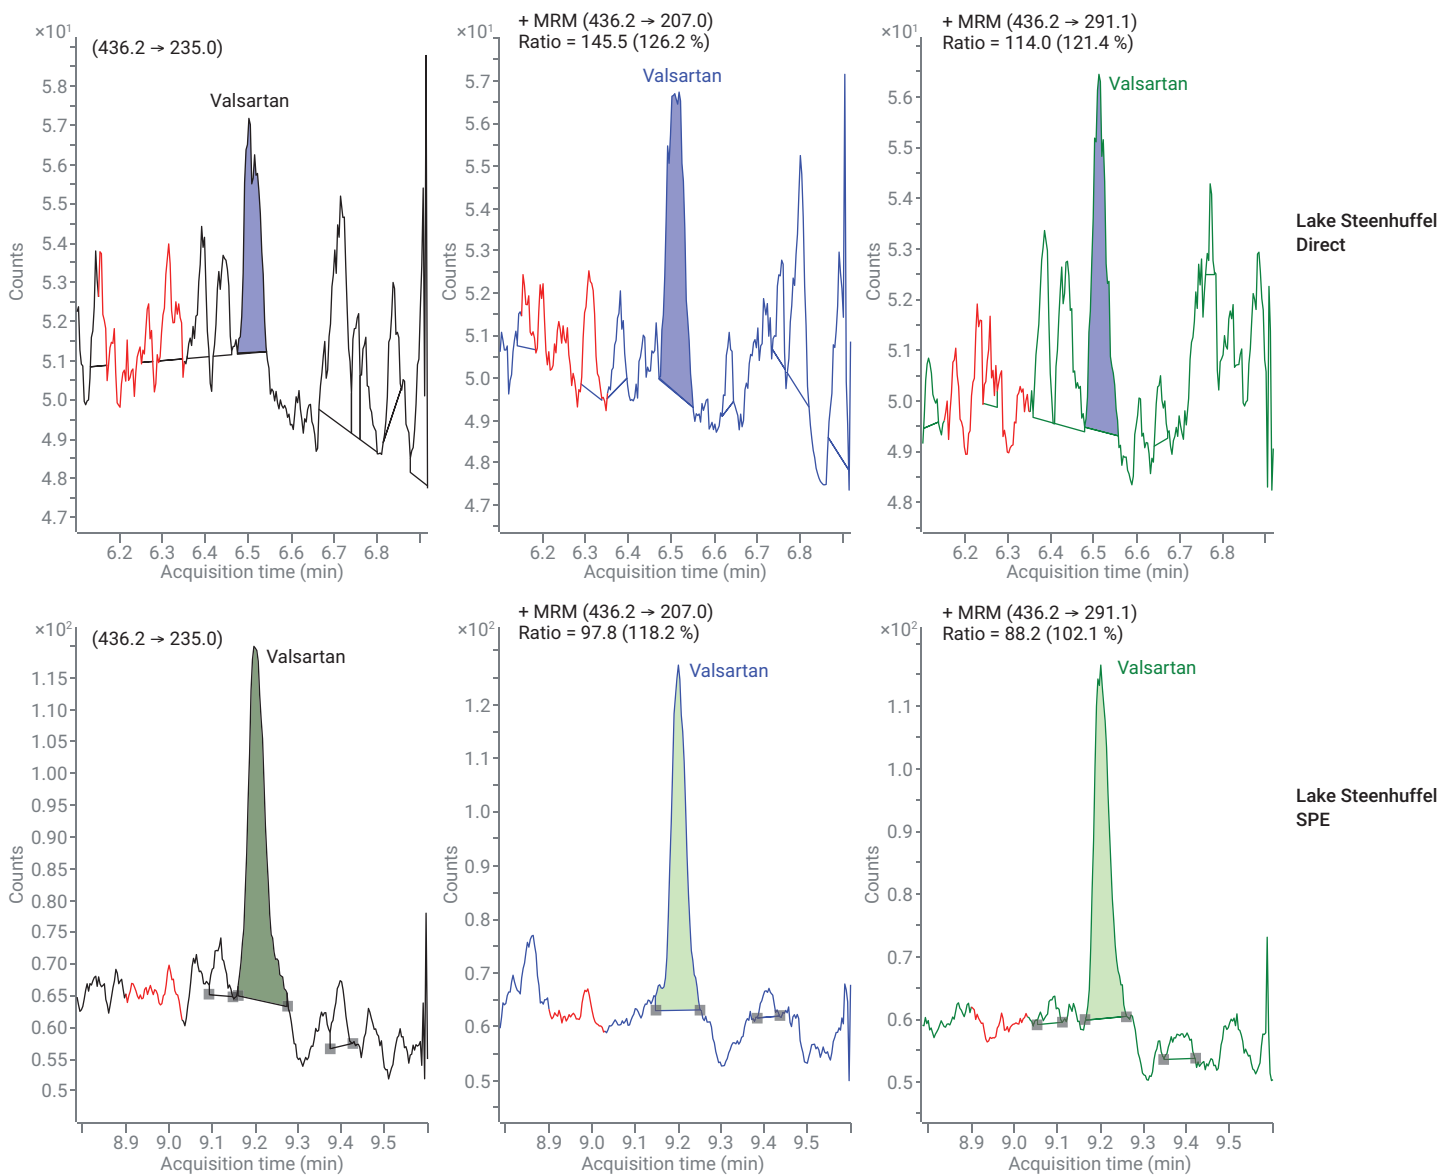 ×10¹
(436.2 → 235.0)
Valsartan
5.8
5.7
5.6
5.5
5.4
5.3
5.2
5.1
5.0
4.9
4.8
4.7
Counts
6.2 6.3 6.4 6.5 6.6 6.7 6.8
Acquisition time (min)
×10¹
+ MRM (436.2 → 207.0)
Ratio = 145.5 (126.2 %)
Valsartan
5.7
5.6
5.5
5.4
5.3
5.2
5.1
5.0
4.9
4.8
4.7
Counts
6.2 6.3 6.4 6.5 6.6 6.7 6.8
Acquisition time (min)
×10¹
+ MRM (436.2 → 291.1)
Ratio = 114.0 (121.4 %)
Valsartan
5.6
5.5
5.4
5.3
5.2
5.1
5.0
4.9
4.8
Counts
6.2 6.3 6.4 6.5 6.6 6.7 6.8
Acquisition time (min)
Lake Steenhuffel
Direct
×10²
(436.2 → 235.0)
Valsartan
1.15
1.10
1.05
1.00
0.95
0.90
0.85
0.80
0.75
0.70
0.65
0.60
0.55
0.5
Counts
8.9 9.0 9.1 9.2 9.3 9.4 9.5
Acquisition time (min)
×10²
+ MRM (436.2 → 207.0)
Ratio = 97.8 (118.2 %)
Valsartan
1.2
1.1
1.0
0.9
0.8
0.7
0.6
0.5
Counts
8.9 9.0 9.1 9.2 9.3 9.4 9.5
Acquisition time (min)
×10²
+ MRM (436.2 → 291.1)
Ratio = 88.2 (102.1 %)
Valsartan
1.1
1.0
0.9
0.8
0.7
0.6
0.5
Counts
8.9 9.0 9.1 9.2 9.3 9.4 9.5
Acquisition time (min)
Lake Steenhuffel
SPE